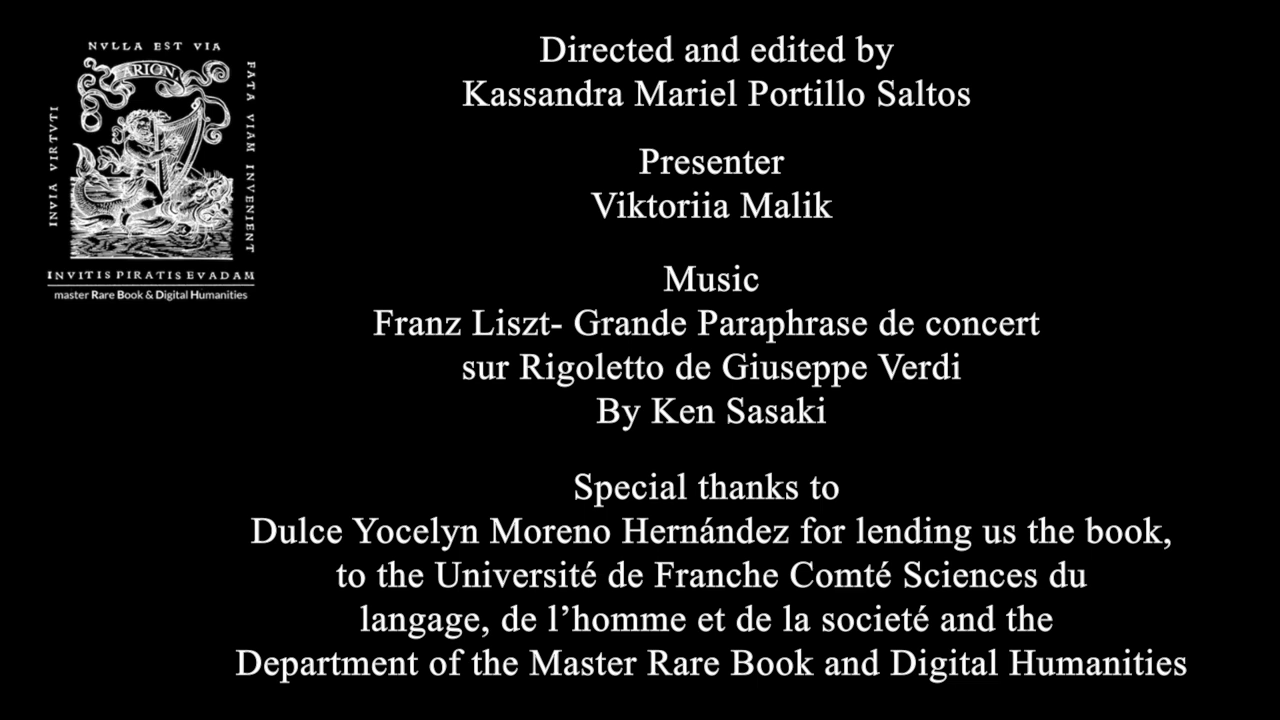 NVLLA EST VIA
ARION
INVIA VIRTVTI
FATA VIAM INVENIENT
INVITIS PIRATIS EVADAM
master Rare Book & Digital Humanities
Directed and edited by
Kassandra Mariel Portillo Saltos
Presenter
Viktoriia Malik
Music
Franz Liszt- Grande Paraphrase de concert
sur Rigoletto de Giuseppe Verdi
By Ken Sasaki
Special thanks to
Dulce Yocelyn Moreno Hernández for lending us the book,
to the Université de Franche Comté Sciences du
langage, de l’homme et de la societé and the
Department of the Master Rare Book and Digital Humanities